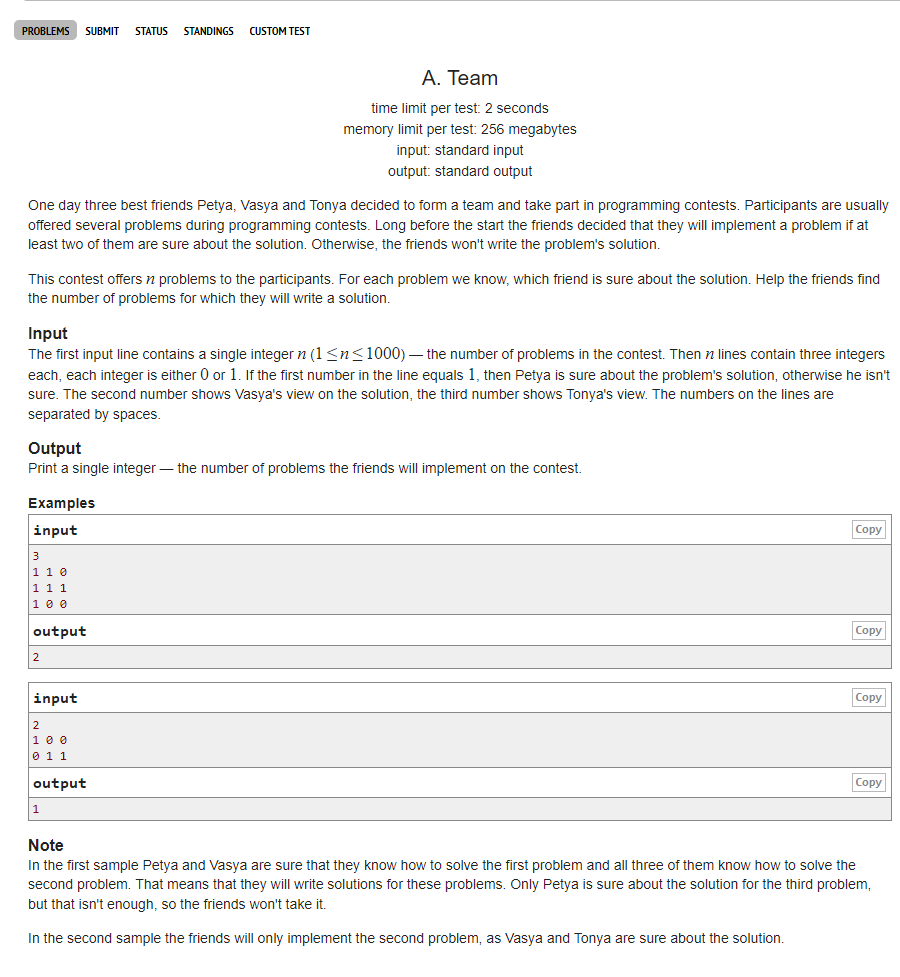 PROBLEMS SUBMIT STATUS STANDINGS CUSTOM TEST
A. Team
time limit per test: 2 seconds
memory limit per test: 256 megabytes
input: standard input
output: standard output
One day three best friends Petya, Vasya and Tonya decided to form a team and take part in programming contests. Participants are usually
offered several problems during programming contests. Long before the start the friends decided that they will implement a problem if at
least two of them are sure about the solution. Otherwise, the friends won't write the problem's solution.
This contest offers n problems to the participants. For each problem we know, which friend is sure about the solution. Help the friends find
the number of problems for which they will write a solution.
Input
The first input line contains a single integer n (1 ≤ n ≤ 1000) — the number of problems in the contest. Then n lines contain three integers
each, each integer is either 0 or 1. If the first number in the line equals 1, then Petya is sure about the problem's solution, otherwise he isn't
sure. The second number shows Vasya's view on the solution, the third number shows Tonya's view. The numbers on the lines are
separated by spaces.
Output
Print a single integer — the number of problems the friends will implement on the contest.
Examples
input Copy
3
1 1 0
1 1 1
1 0 0
output Copy
2
input Copy
2
1 0 0
0 1 1
output Copy
1
Note
In the first sample Petya and Vasya are sure that they know how to solve the first problem and all three of them know how to solve the
second problem. That means that they will write solutions for these problems. Only Petya is sure about the solution for the third problem,
but that isn't enough, so the friends won't take it.
In the second sample the friends will only implement the second problem, as Vasya and Tonya are sure about the solution.